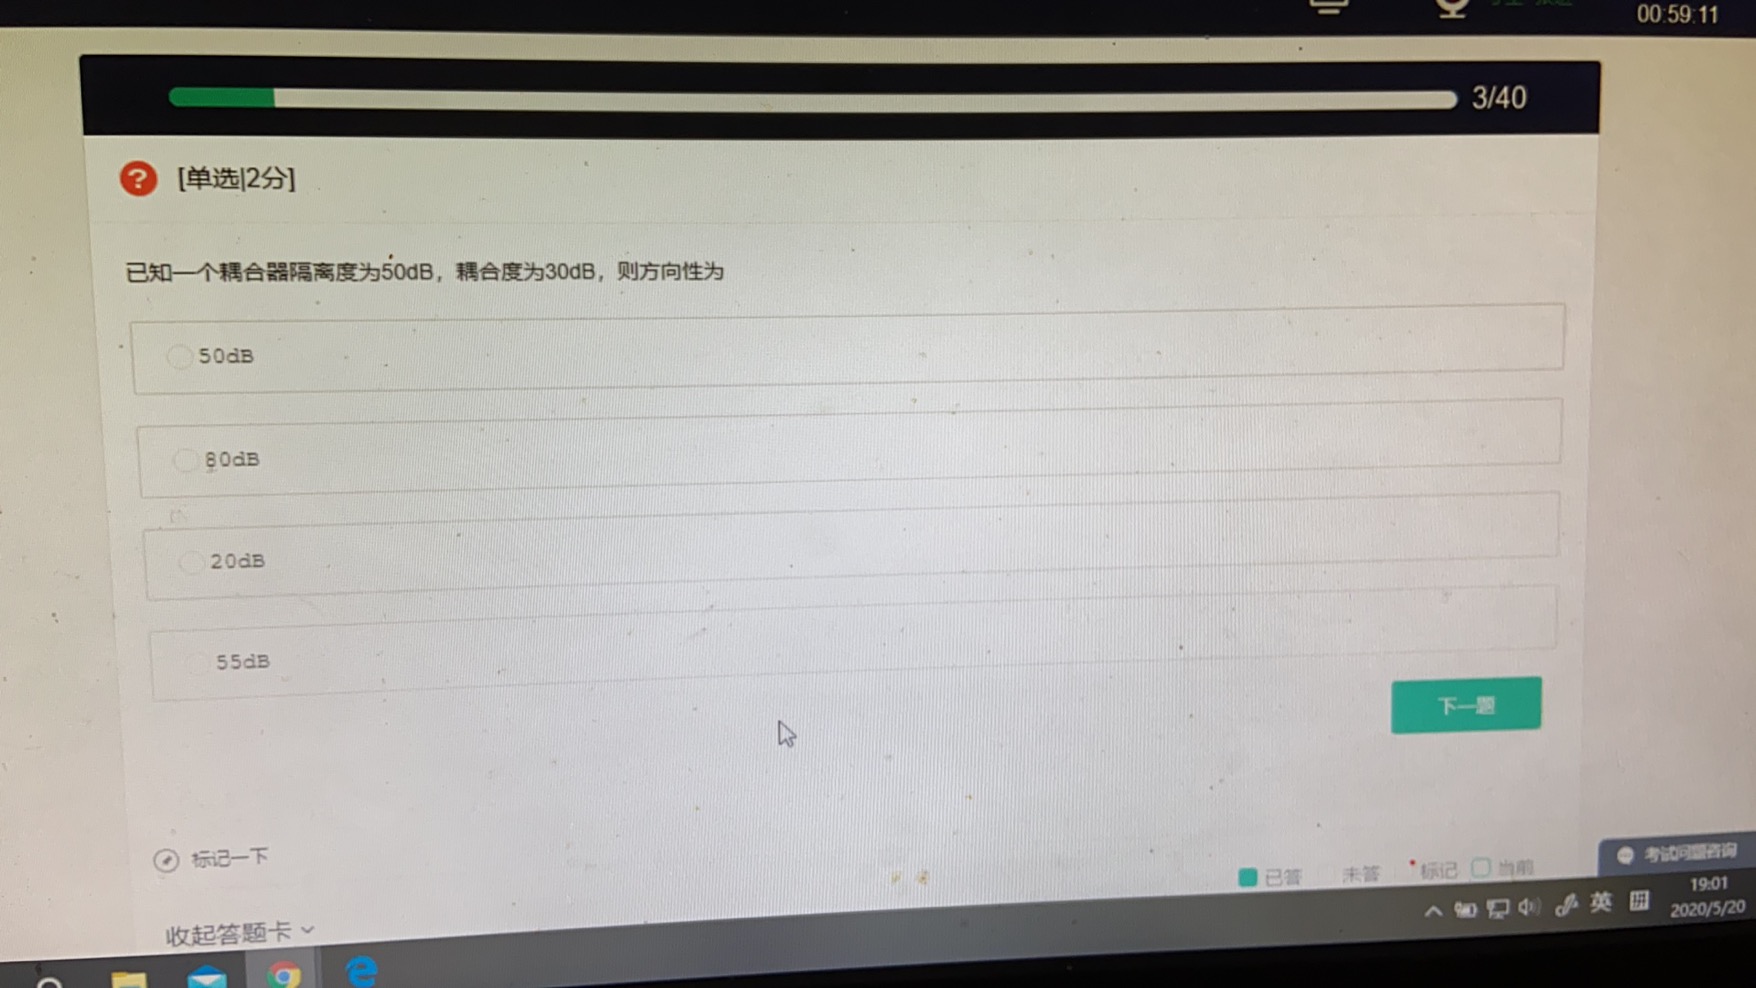 00:59:11
3/40
[单选|2分]
已知一个耦合器隔离度为50dB，耦合度为30dB，则方向性为
50dB
80dB
20dB
55dB
下一题
标记一下
已答 未答 标记 当前
考试问题咨询
收起答题卡
英
19:01
2020/5/20